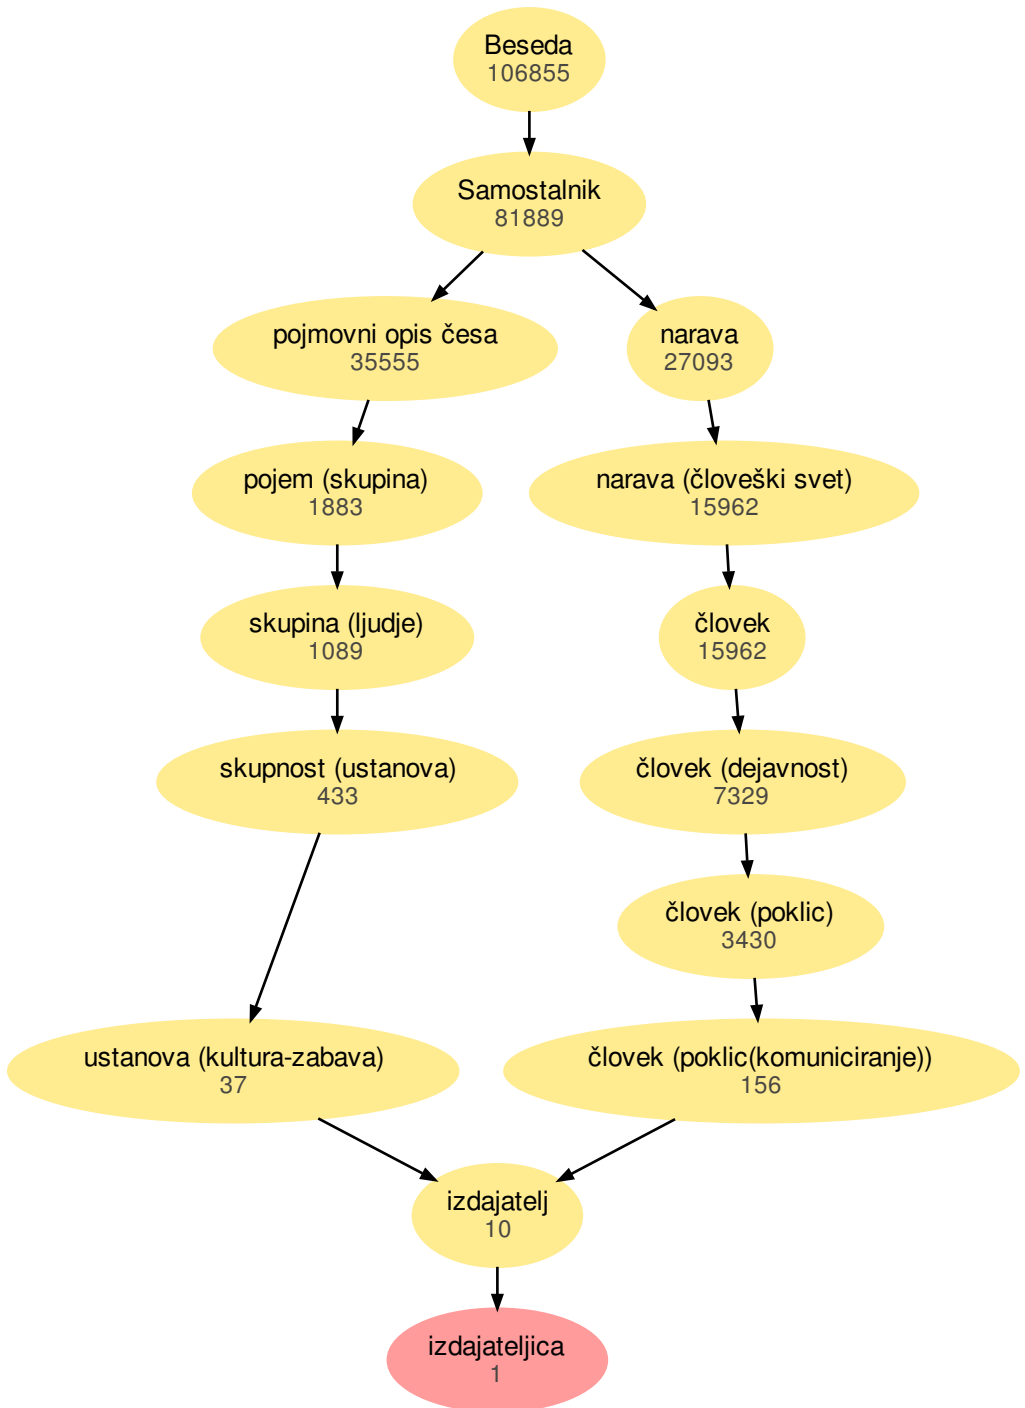 Beseda
106855
Samostalnik
81889
pojmovni opis česa
35555
narava
27093
pojem (skupina)
1883
narava (človeški svet)
15962
skupina (ljudje)
1089
človek
15962
skupnost (ustanova)
433
človek (dejavnost)
7329
človek (poklic)
3430
ustanova (kultura-zabava)
37
človek (poklic(komuniciranje))
156
izdajatelj
10
izdajateljica
1